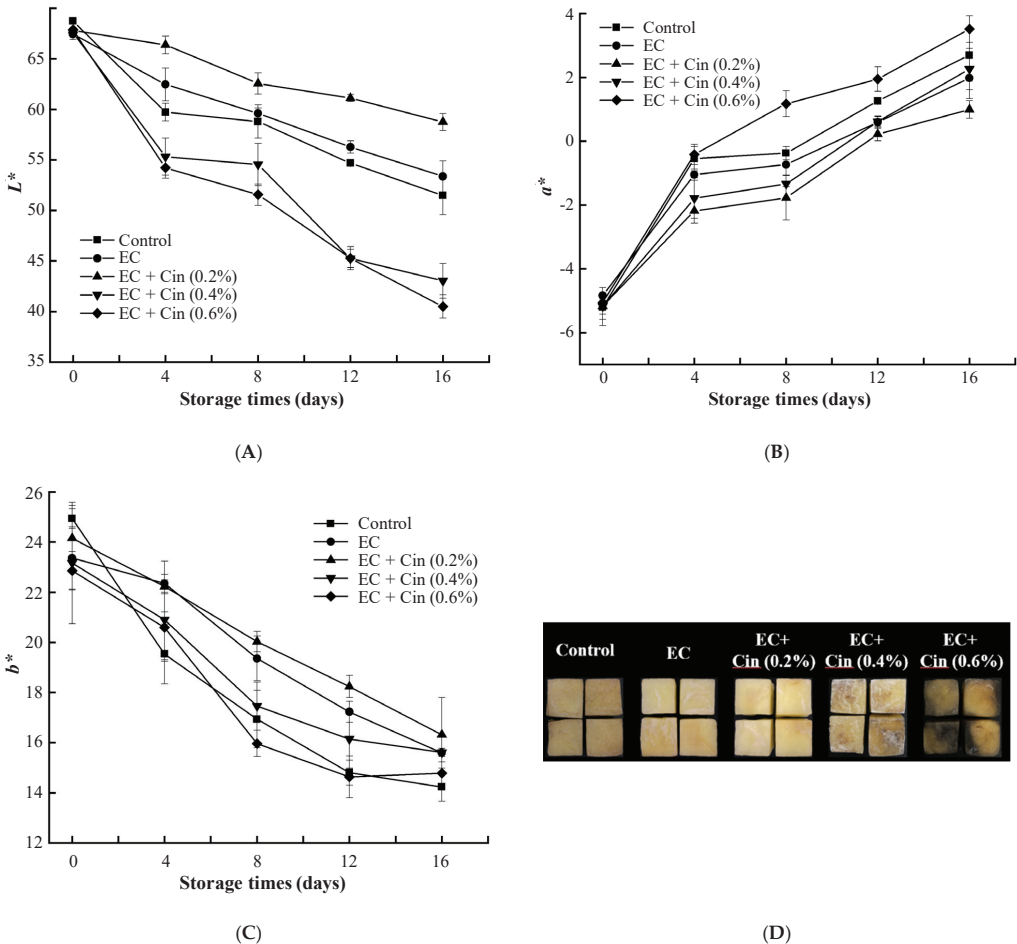 65
60
55
50
45
40
35
L*
Control
EC
EC + Cin (0.2%)
EC + Cin (0.4%)
EC + Cin (0.6%)
0 4 8 12 16
Storage times (days)
(A)
4
2
0
-2
-4
-6
a*
Control
EC
EC + Cin (0.2%)
EC + Cin (0.4%)
EC + Cin (0.6%)
0 4 8 12 16
Storage times (days)
(B)
26
24
22
20
18
16
14
12
b*
Control
EC
EC + Cin (0.2%)
EC + Cin (0.4%)
EC + Cin (0.6%)
0 4 8 12 16
Storage times (days)
(C)
Control
EC
EC+
Cin (0.2%)
EC+
Cin (0.4%)
EC+
Cin (0.6%)
(D)